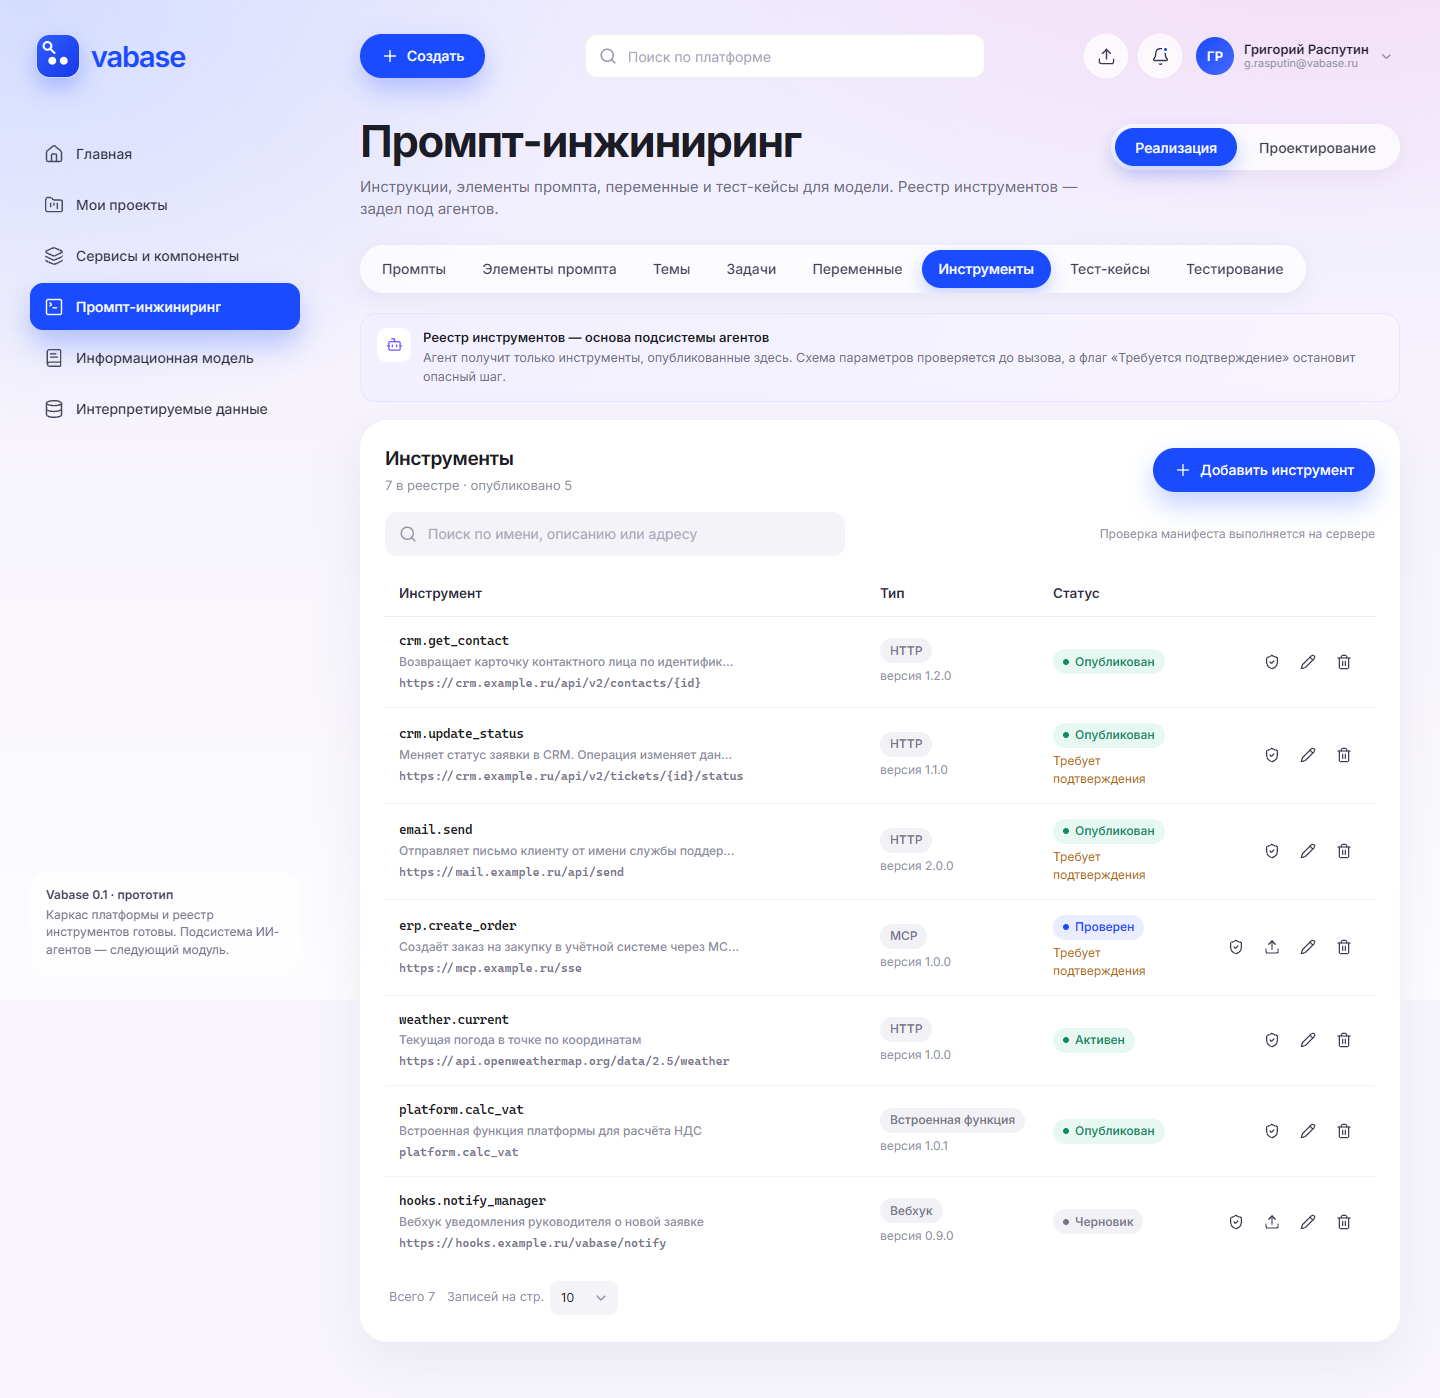 vabase
Создать
Поиск по платформе
ГР
Григорий Распутин
g.rasputin@vabase.ru
Главная
Мои проекты
Сервисы и компоненты
Промпт-инжиниринг
Информационная модель
Интерпретируемые данные
Vabase 0.1 · прототип
Каркас платформы и реестр
инструментов готовы. Подсистема ИИ-
агентов — следующий модуль.
Промпт-инжиниринг
Инструкции, элементы промпта, переменные и тест-кейсы для модели. Реестр инструментов —
задел под агентов.
Реализация
Проектирование
Промпты
Элементы промпта
Темы
Задачи
Переменные
Инструменты
Тест-кейсы
Тестирование
Реестр инструментов — основа подсистемы агентов
Агент получит только инструменты, опубликованные здесь. Схема параметров проверяется до вызова, а флаг «Требуется подтверждение» остановит
опасный шаг.
Инструменты
7 в реестре · опубликовано 5
Добавить инструмент
Поиск по имени, описанию или адресу
Проверка манифеста выполняется на сервере
Инструмент
Тип
Статус
crm.get_contact
Возвращает карточку контактного лица по идентифик...
https://crm.example.ru/api/v2/contacts/{id}
HTTP
версия 1.2.0
Опубликован
crm.update_status
Меняет статус заявки в CRM. Операция изменяет дан...
https://crm.example.ru/api/v2/tickets/{id}/status
HTTP
версия 1.1.0
Опубликован
Требует
подтверждения
email.send
Отправляет письмо клиенту от имени службы поддер...
https://mail.example.ru/api/send
HTTP
версия 2.0.0
Опубликован
Требует
подтверждения
erp.create_order
Создаёт заказ на закупку в учётной системе через MC...
https://mcp.example.ru/sse
MCP
версия 1.0.0
Проверен
Требует
подтверждения
weather.current
Текущая погода в точке по координатам
https://api.openweathermap.org/data/2.5/weather
HTTP
версия 1.0.0
Активен
platform.calc_vat
Встроенная функция платформы для расчёта НДС
platform.calc_vat
Встроенная функция
версия 1.0.1
Опубликован
hooks.notify_manager
Вебхук уведомления руководителя о новой заявке
https://hooks.example.ru/vabase/notify
Вебхук
версия 0.9.0
Черновик
Всего 7
Записей на стр.
10